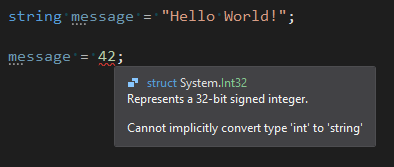 string message = "Hello World!";
message = 42;
struct System.Int32
Represents a 32-bit signed integer.
Cannot implicitly convert type 'int' to 'string'